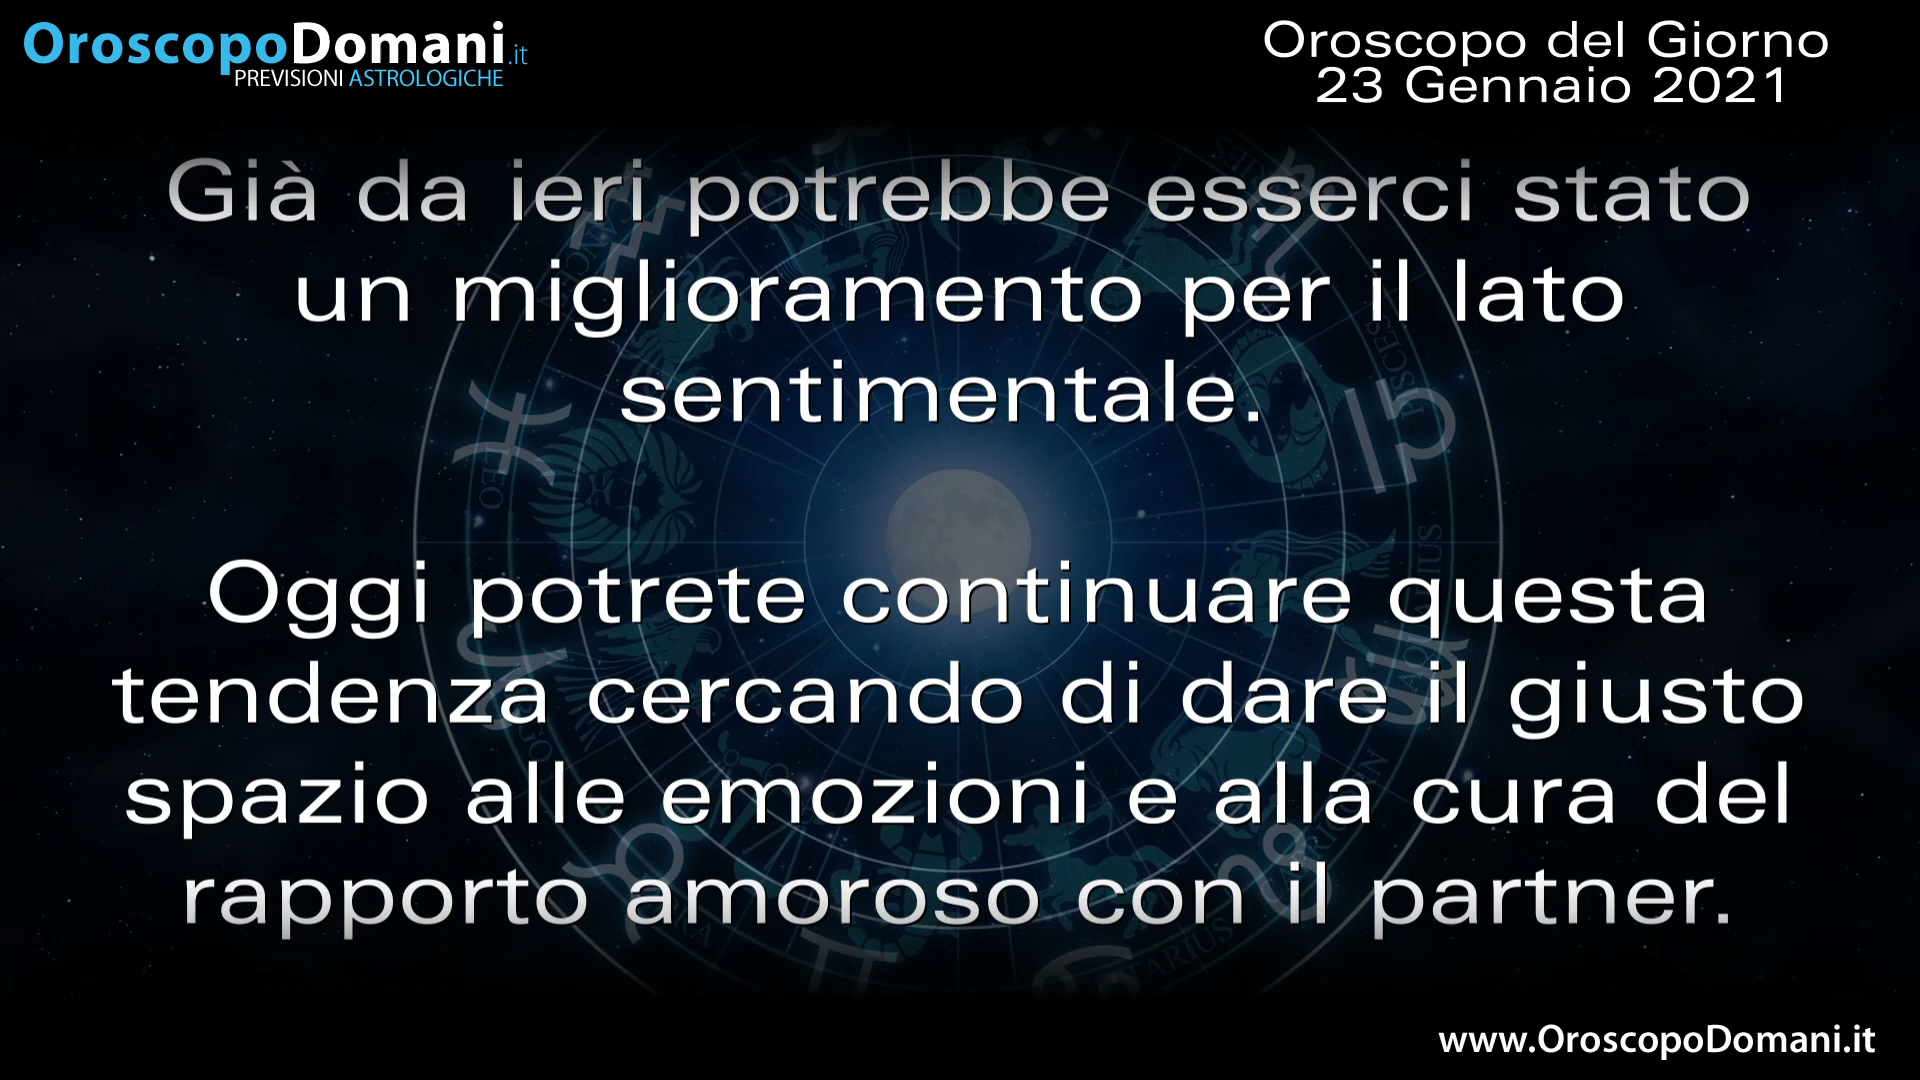 OroscopoDomani.it
PREVISIONI ASTROLOGICHE
Oroscopo del Giorno
23 Gennaio 2021
Già da ieri potrebbe esserci stato
un miglioramento per il lato
sentimentale.
Oggi potrete continuare questa
tendenza cercando di dare il giusto
spazio alle emozioni e alla cura del
rapporto amoroso con il partner.
LEO
PISCES
www.OroscopoDomani.it